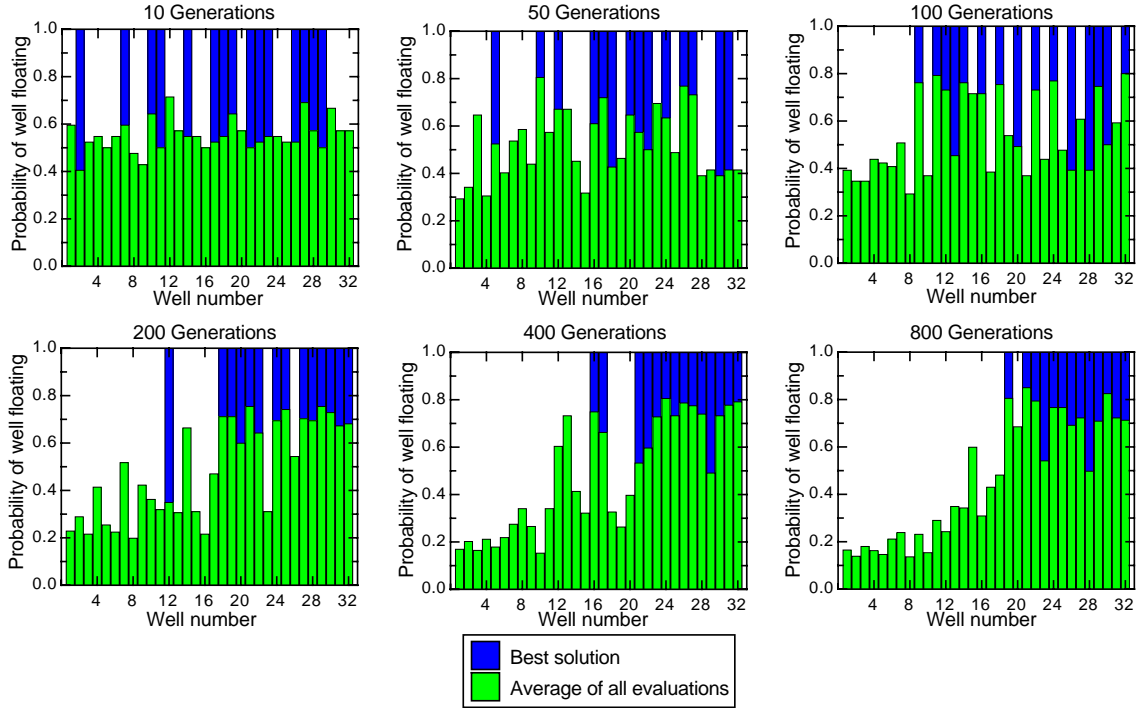 10 Generations
50 Generations
100 Generations
Probability of well floating
1.0
0.8
0.6
0.4
0.2
0.0
4 8 12 16 20 24 28 32
Well number
Probability of well floating
1.0
0.8
0.6
0.4
0.2
0.0
4 8 12 16 20 24 28 32
Well number
Probability of well floating
1.0
0.8
0.6
0.4
0.2
0.0
4 8 12 16 20 24 28 32
Well number
200 Generations
400 Generations
800 Generations
Probability of well floating
1.0
0.8
0.6
0.4
0.2
0.0
4 8 12 16 20 24 28 32
Well number
Probability of well floating
1.0
0.8
0.6
0.4
0.2
0.0
4 8 12 16 20 24 28 32
Well number
Probability of well floating
1.0
0.8
0.6
0.4
0.2
0.0
4 8 12 16 20 24 28 32
Well number
Best solution
Average of all evaluations